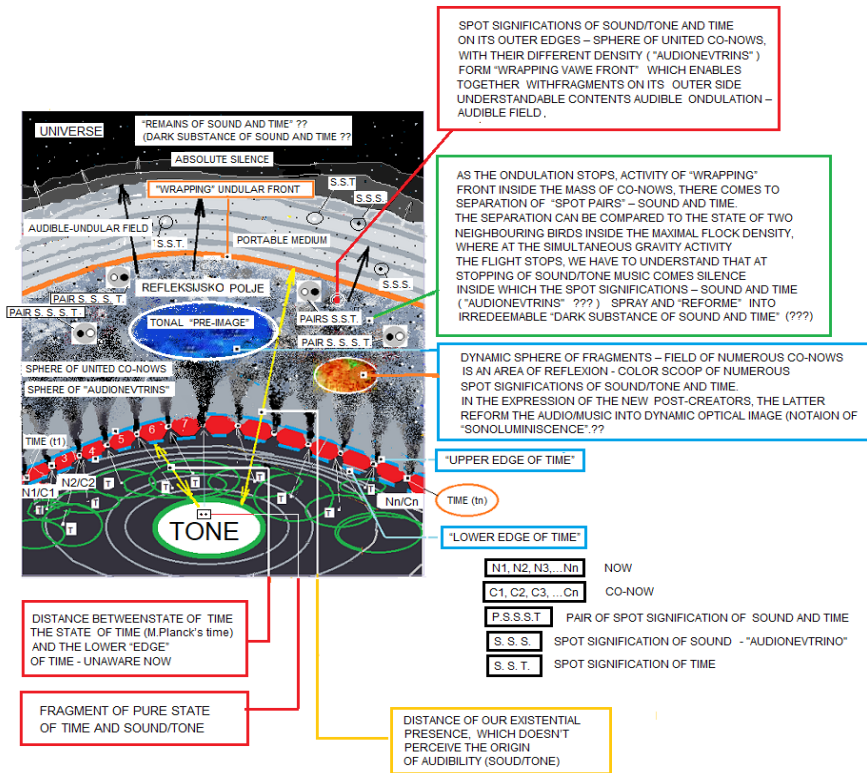 SPOT SIGNIFICATIONS OF SOUND/TONE AND TIME
ON ITS OUTER EDGES – SPHERE OF UNITED CO-NOWS,
WITH THEIR DIFFERENT DENSITY ( "AUDIONEVTRINS" )
FORM "WRAPPING VAWE FRONT" WHICH ENABLES
TOGETHER WITHFRAGMENTS ON ITS OUTER SIDE
UNDERSTANDABLE CONTENTS AUDIBLE ONDULATION –
AUDIBLE FIELD,
UNIVERSE
"REMAINS OF SOUND AND TIME" ??
(DARK SUBSTANCE OF SOUND AND TIME ??
ABSOLUTE SILENCE
"WRAPPING" UNDULAR FRONT
S.S.T
S.S.S.
AUDIBLE-UNDULAR FIELD
S.S.T.
PORTABLE MEDIUM
S.S.S.
REFLEKSIJSKO POLJE
PAIR S. S. S. T.
PAIR S. S. S. T.
PAIRS S.S.T.
TONAL "PRE-IMAGE"
PAIR S. S. S. T.
SPHERE OF UNITED CO-NOWS
SPHERE OF "AUDIONEVTRINS"
AS THE ONDULATION STOPS, ACTIVITY OF "WRAPPING"
FRONT INSIDE THE MASS OF CO-NOWS, THERE COMES TO
SEPARATION OF "SPOT PAIRS" – SOUND AND TIME.
THE SEPARATION CAN BE COMPARED TO THE STATE OF TWO
NEIGHBOURING BIRDS INSIDE THE MAXIMAL FLOCK DENSITY,
WHERE AT THE SIMULTANEOUS GRAVITY ACTIVITY
THE FLIGHT STOPS, WE HAVE TO UNDERSTAND THAT AT
STOPPING OF SOUND/TONE MUSIC COMES SILENCE
INSIDE WHICH THE SPOT SIGNIFICATIONS – SOUND AND TIME
( "AUDIONEVTRINS" ??? ) SPRAY AND "REFORME" INTO
IRREDEEMABLE "DARK SUBSTANCE OF SOUND AND TIME" (???)
DYNAMIC SPHERE OF FRAGMENTS – FIELD OF NUMEROUS CO-NOWS
IS AN AREA OF REFLEXION - COLOR SCOOP OF NUMEROUS
SPOT SIGNIFICATIONS OF SOUND/TONE AND TIME.
IN THE EXPRESSION OF THE NEW POST-CREATORS, THE LATTER
REFORM THE AUDIO/MUSIC INTO DYNAMIC OPTICAL IMAGE (NOTAION OF
"SONOLUMINISCENCE".??
TIME (t1)
3 4 5 6 7
N1/C1
N2/C2
T T T T T T T T
Nn/Cn
TONE
"UPPER EDGE OF TIME"
TIME (tn)
"LOWER EDGE OF TIME"
N1, N2, N3,...Nn NOW
C1, C2, C3, ...Cn CO-NOW
P.S.S.S.T PAIR OF SPOT SIGNIFICATION OF SOUND AND TIME
S. S. S. SPOT SIGNIFICATION OF SOUND - "AUDIONEVTRINO"
S. S. T. SPOT SIGNIFICATION OF TIME
DISTANCE BETWEENSTATE OF TIME
THE STATE OF TIME (M.Planck's time)
AND THE LOWER "EDGE"
OF TIME - UNAWARE NOW
FRAGMENT OF PURE STATE
OF TIME AND SOUND/TONE
DISTANCE OF OUR EXISTENTIAL
PRESENCE, WHICH DOESN'T
PERCEIVE THE ORIGIN
OF AUDIBILITY (SOUD/TONE)